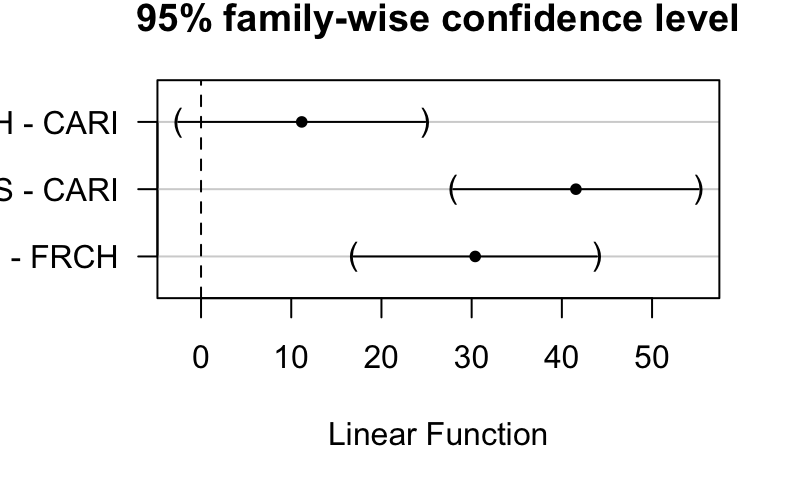 95% family-wise confidence level
H - CARI
S - CARI
- FRCH
0 10 20 30 40 50
Linear Function